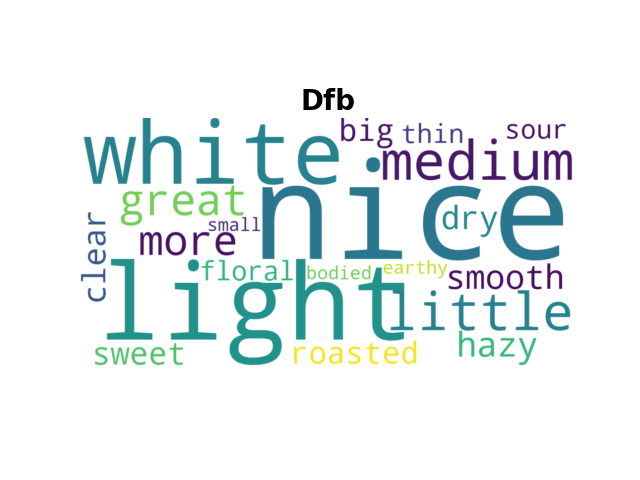 Dfb
white
big
thin
sour
medium
great
nice
dry
small
more
clear
floral
bodied
earthy
smooth
light
little
sweet
roasted
hazy